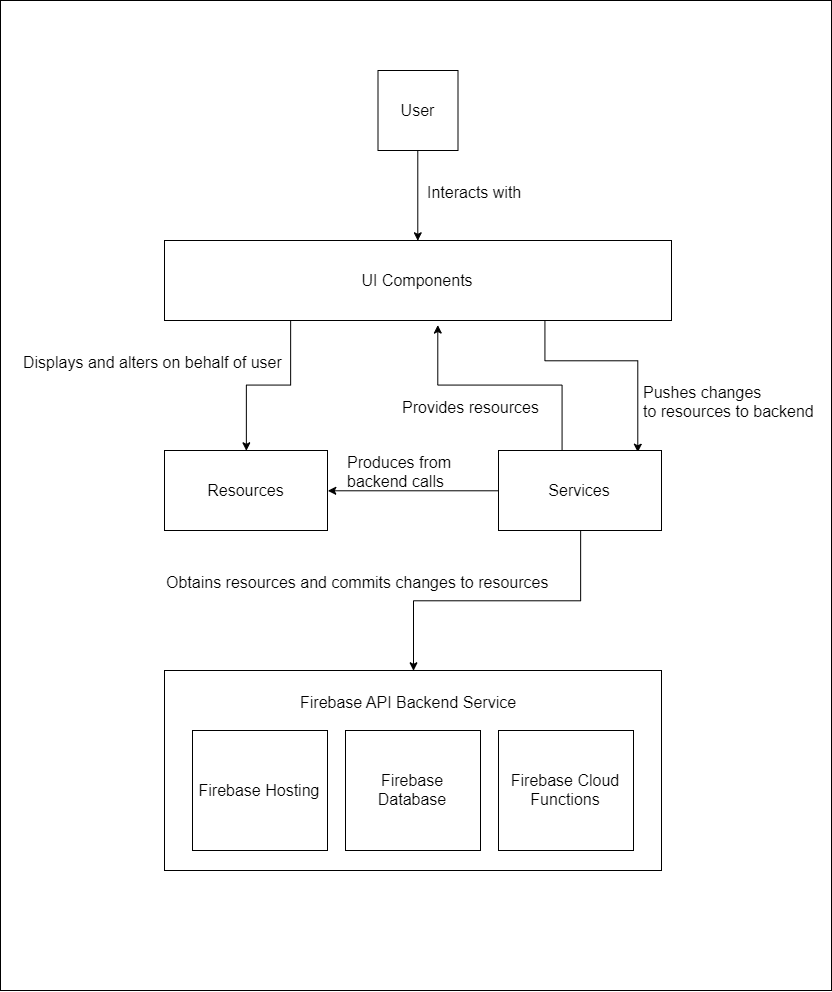 User
Interacts with
UI Components
Displays and alters on behalf of user
Provides resources
Pushes changes
to resources to backend
Resources
Produces from
backend calls
Services
Obtains resources and commits changes to resources
Firebase API Backend Service
Firebase Hosting
Firebase
Database
Firebase Cloud
Functions